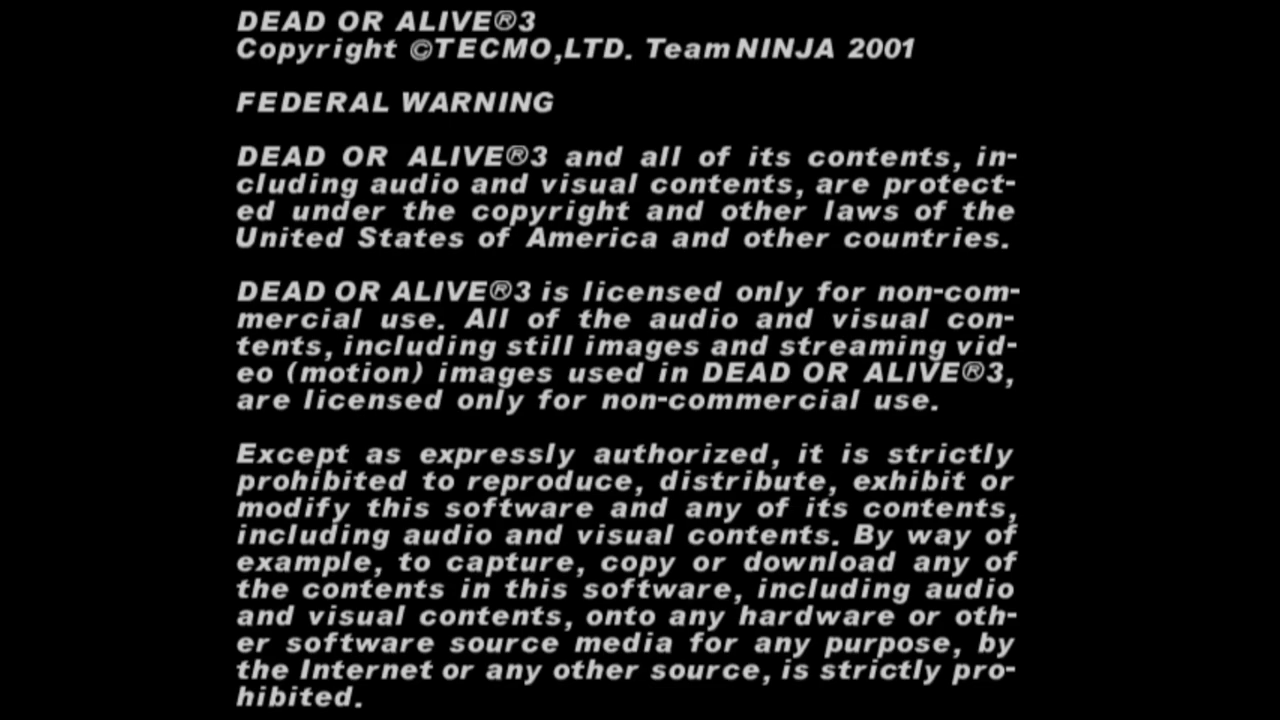 DEAD OR ALIVE®3
Copyright ©TECMO,LTD. Team NINJA 2001
FEDERAL WARNING
DEAD OR ALIVE®3 and all of its contents, in-
cluding audio and visual contents, are protect-
ed under the copyright and other laws of the
United States of America and other countries.
DEAD OR ALIVE®3 is licensed only for non-com-
mercial use. All of the audio and visual con-
tents, including still images and streaming vid-
eo (motion) images used in DEAD OR ALIVE®3,
are licensed only for non-commercial use.
Except as expressly authorized, it is strictly
prohibited to reproduce, distribute, exhibit or
modify this software and any of its contents,
including audio and visual contents. By way of
example, to capture, copy or download any of
the contents in this software, including audio
and visual contents, onto any hardware or oth-
er software source media for any purpose, by
the Internet or any other source, is strictly pro-
hibited.